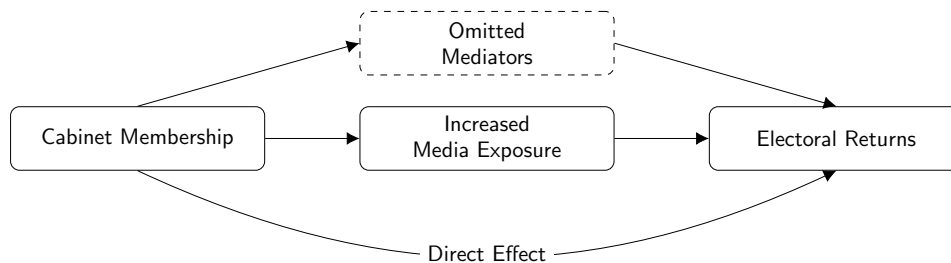 Omitted
Mediators
Cabinet Membership
Increased
Media Exposure
Electoral Returns
Direct Effect